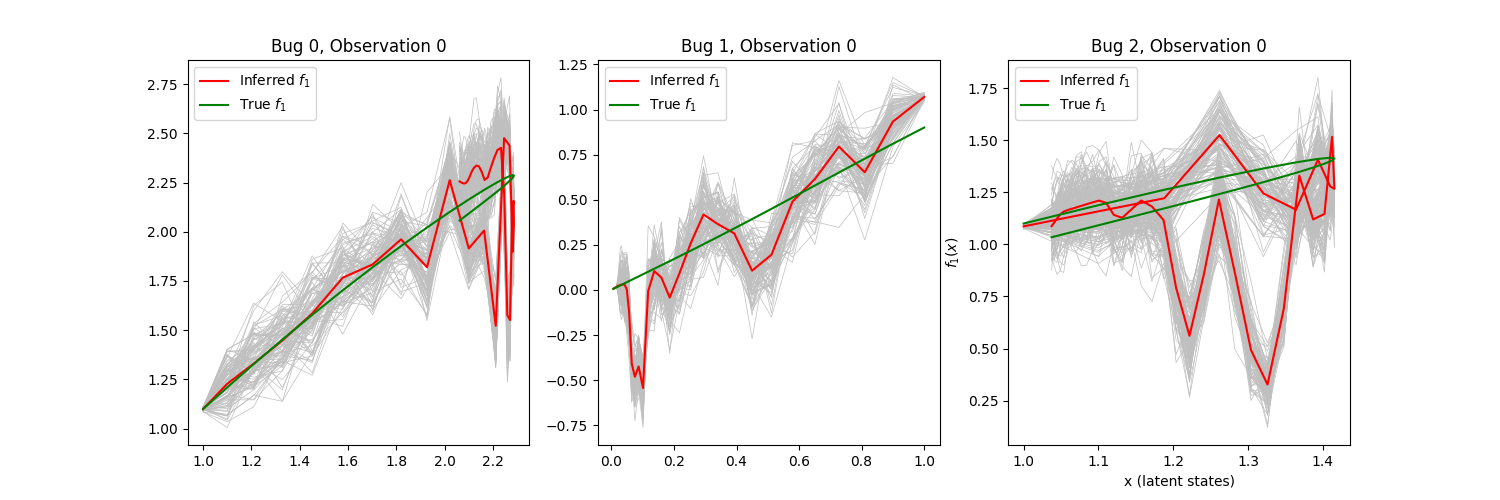 Bug 0, Observation 0
Inferred f₁
True f₁
2.75
2.50
2.25
2.00
1.75
1.50
1.25
1.00
1.0 1.2 1.4 1.6 1.8 2.0 2.2
Bug 1, Observation 0
Inferred f₁
True f₁
1.25
1.00
0.75
0.50
0.25
0.00
−0.25
−0.50
−0.75
0.0 0.2 0.4 0.6 0.8 1.0
Bug 2, Observation 0
Inferred f₁
True f₁
f₁(x)
1.75
1.50
1.25
1.00
0.75
0.50
0.25
1.0 1.1 1.2 1.3 1.4
x (latent states)